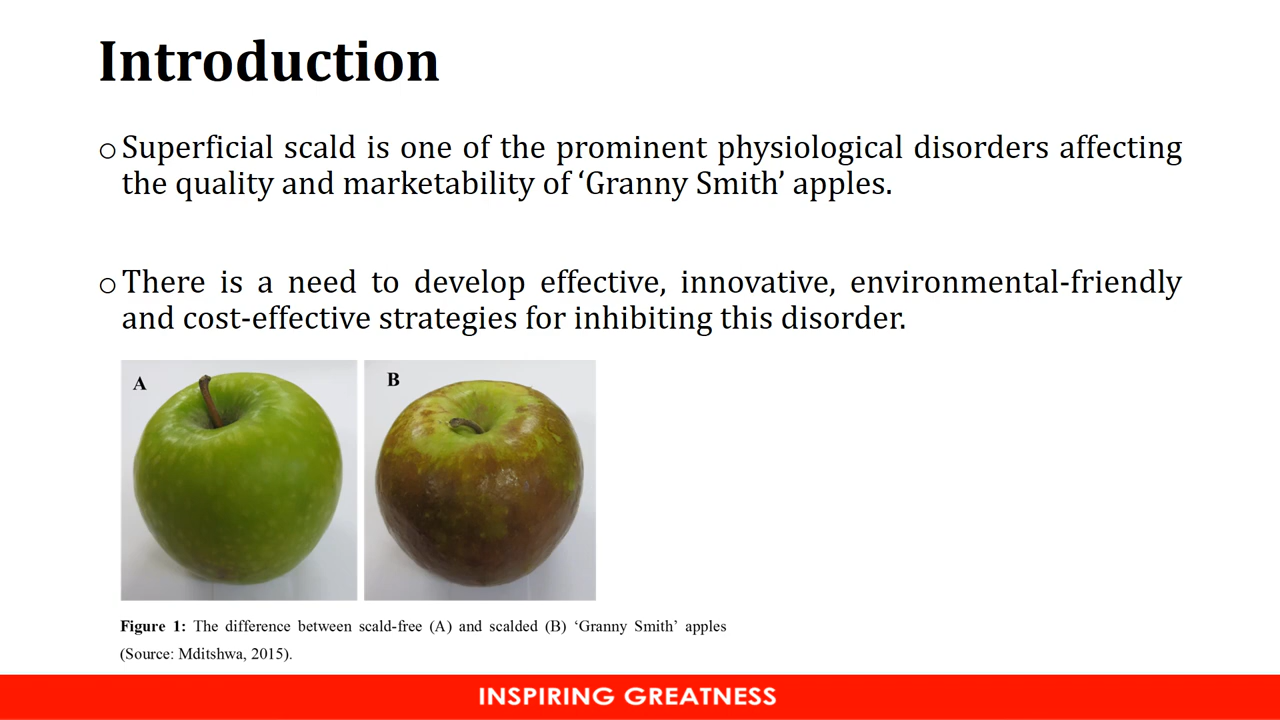 Introduction
o Superficial scald is one of the prominent physiological disorders affecting
the quality and marketability of ‘Granny Smith’ apples.
o There is a need to develop effective, innovative, environmental-friendly
and cost-effective strategies for inhibiting this disorder.
A
B
Figure 1: The difference between scald-free (A) and scalded (B) ‘Granny Smith’ apples
(Source: Mditshwa, 2015).
INSPIRING GREATNESS